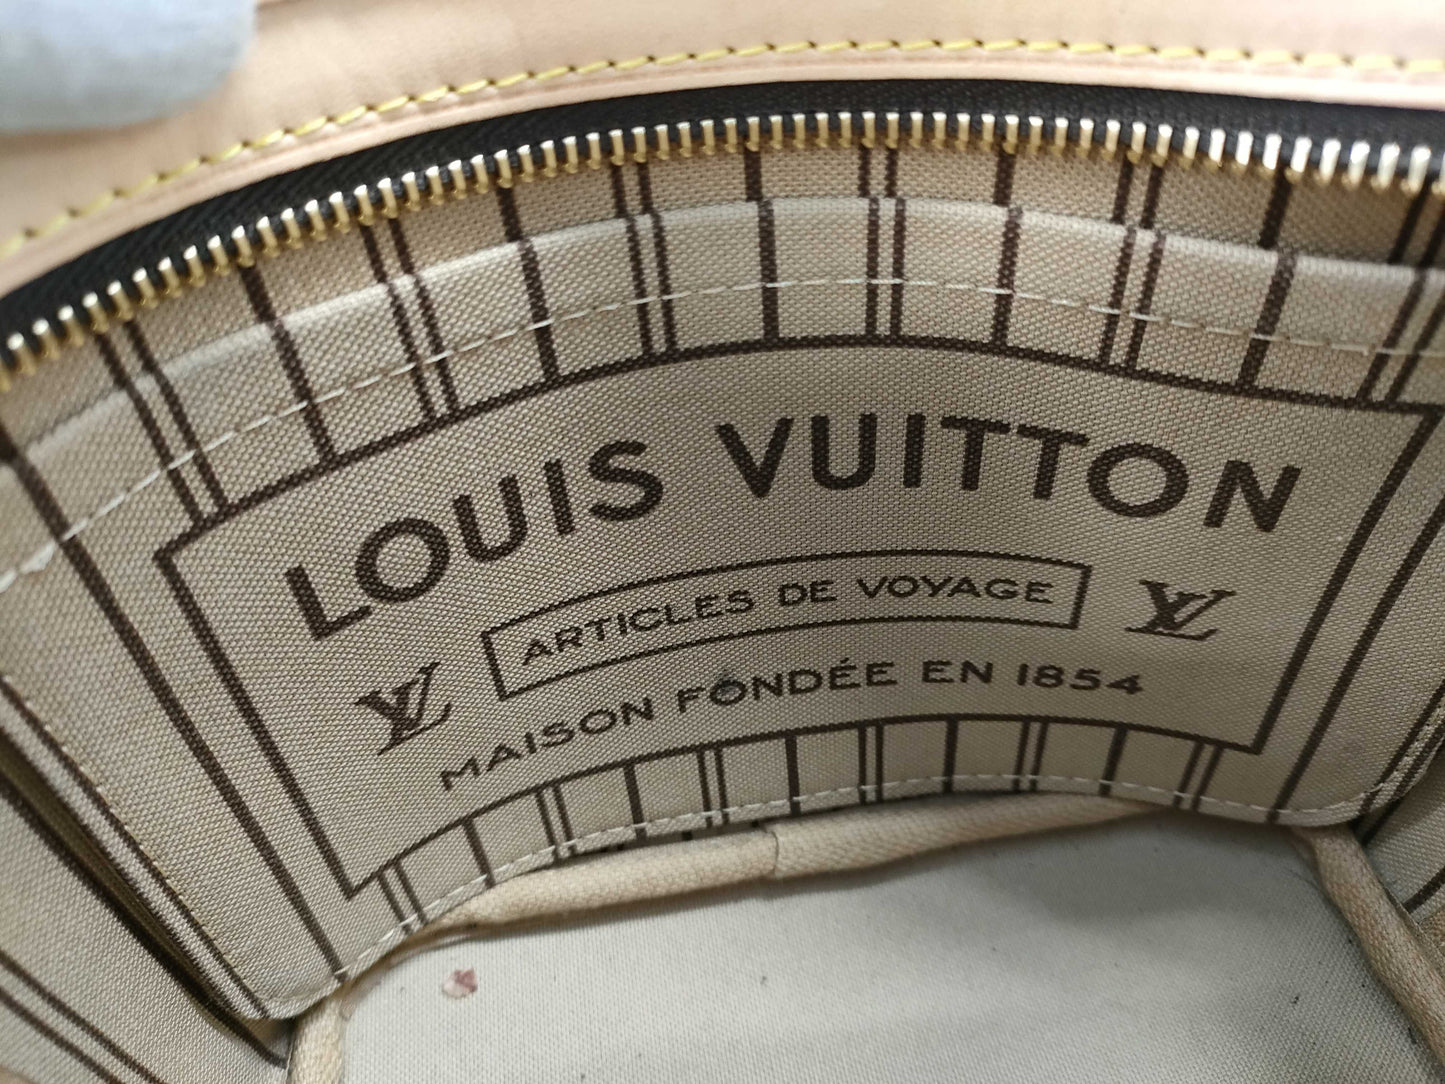 LOUIS VUITTON
LV ARTICLES DE VOYAGE LV
MAISON FONDÉE EN 1854